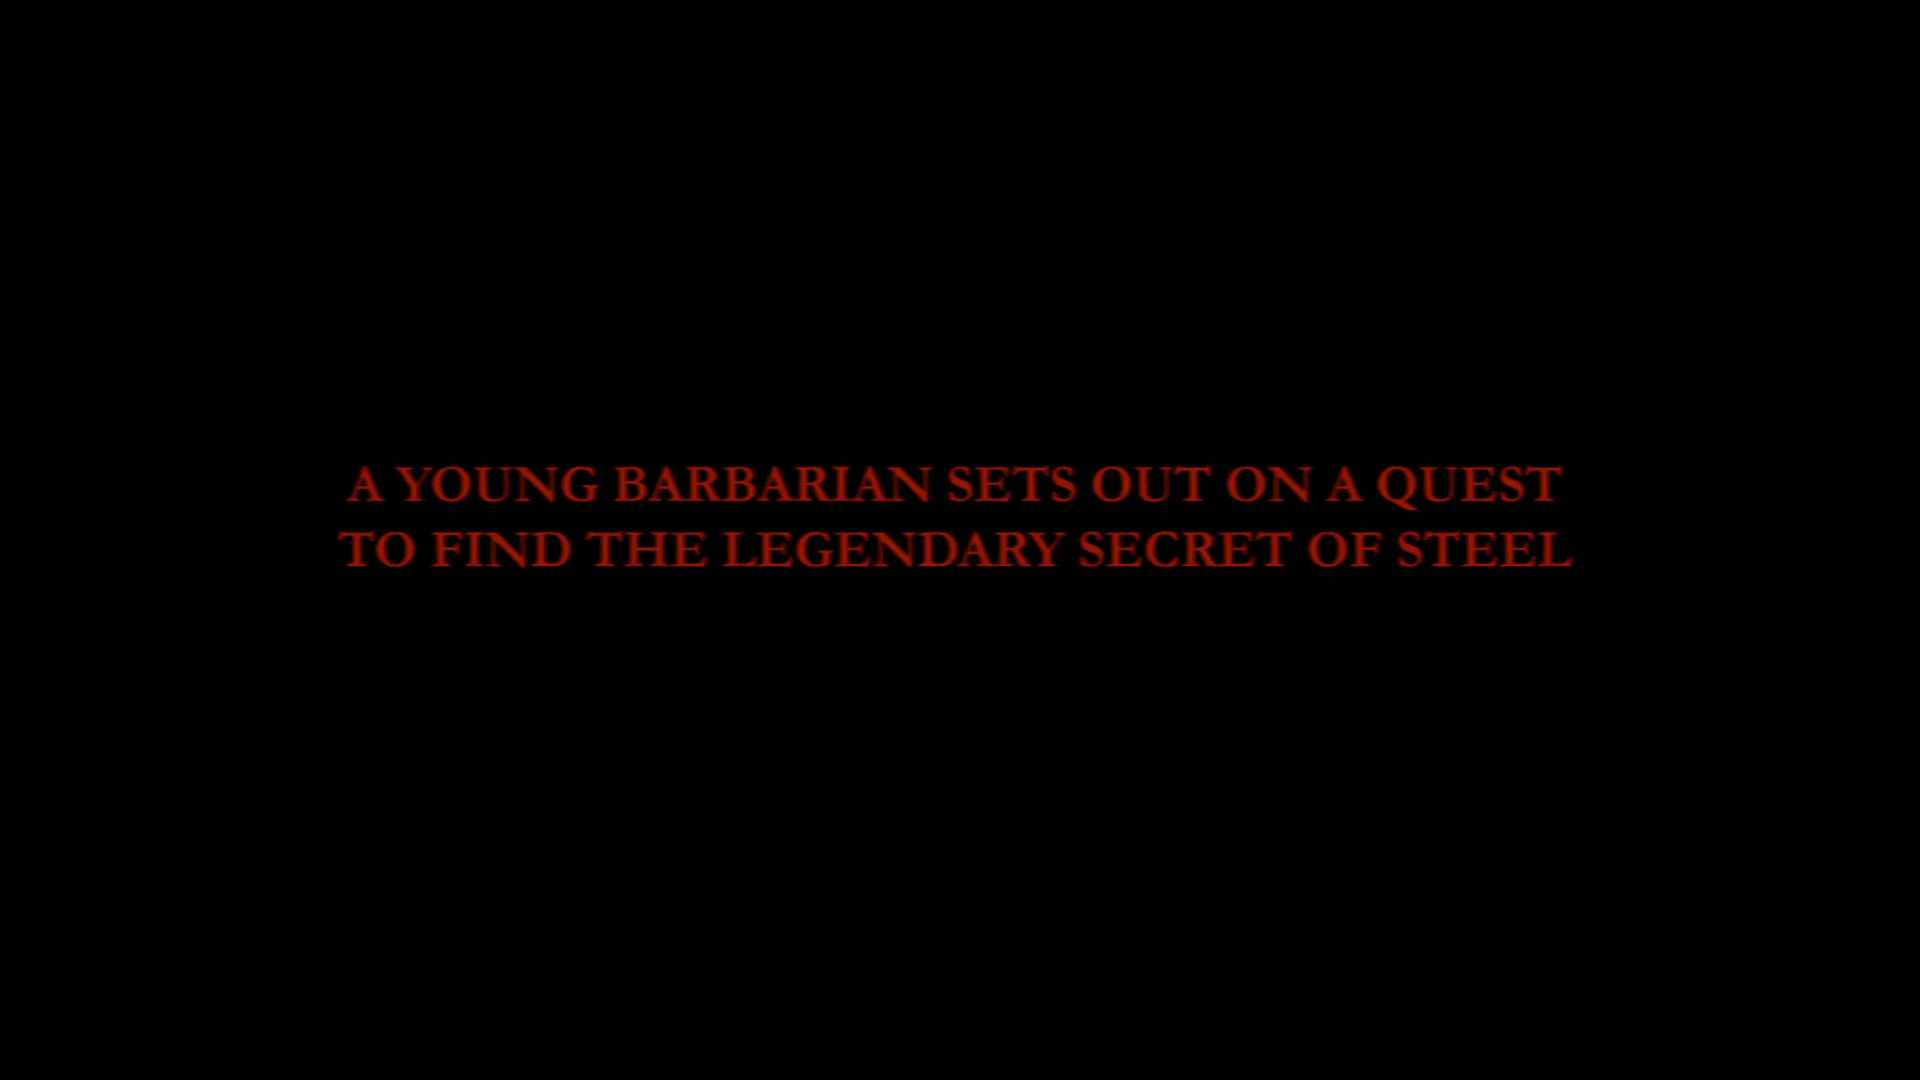 A YOUNG BARBARIAN SETS OUT ON A QUEST
TO FIND THE LEGENDARY SECRET OF STEEL